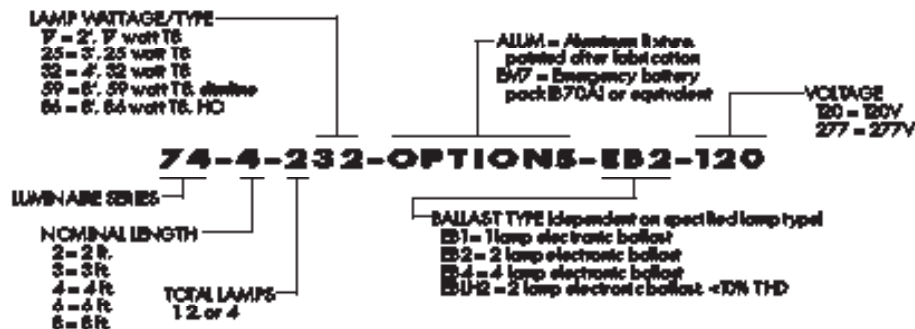 LAMP WATTAGE/TYPE
17 = 2', 17 watt T8
25 = 3', 25 watt T8
32 = 4', 32 watt T8
59 = 8', 59 watt T8, slimline
86 = 8', 86 watt T8, HO
ALUM = Aluminum fixture,
painted after fabrication
EM7 = Emergency battery
pack (B70A) or equivalent
VOLTAGE
120 = 120V
277 = 277V
74-4-232-OPTIONS-EB2-120
LUMINAIRE SERIES
NOMINAL LENGTH
2 = 2 ft.
3 = 3 ft.
4 = 4 ft.
6 = 6 ft.
8 = 8 ft.
TOTAL LAMPS
1 2, or 4
BALLAST TYPE (dependent on specified lamp type)
EB1 = 1 lamp electronic ballast
EB2 = 2 lamp electronic ballast
EB4 = 4 lamp electronic ballast
EBLH2 = 2 lamp electronic ballast, <10% THD